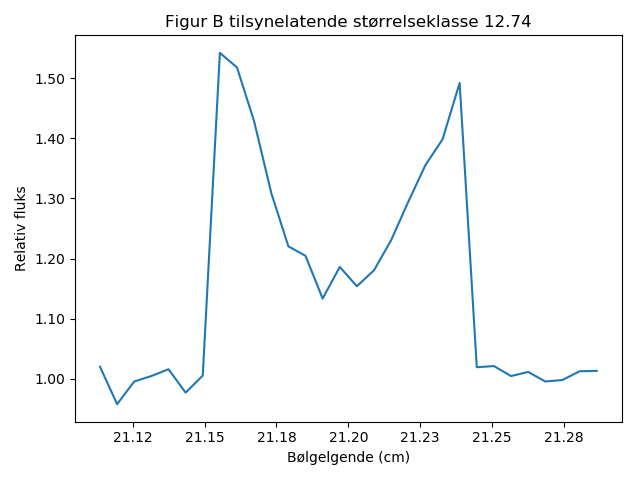 Figur B tilsynelatende størrelseklasse 12.74
Relativ fluks
1.50
1.40
1.30
1.20
1.10
1.00
21.12 21.15 21.18 21.20 21.23 21.25 21.28
Bølgelgende (cm)